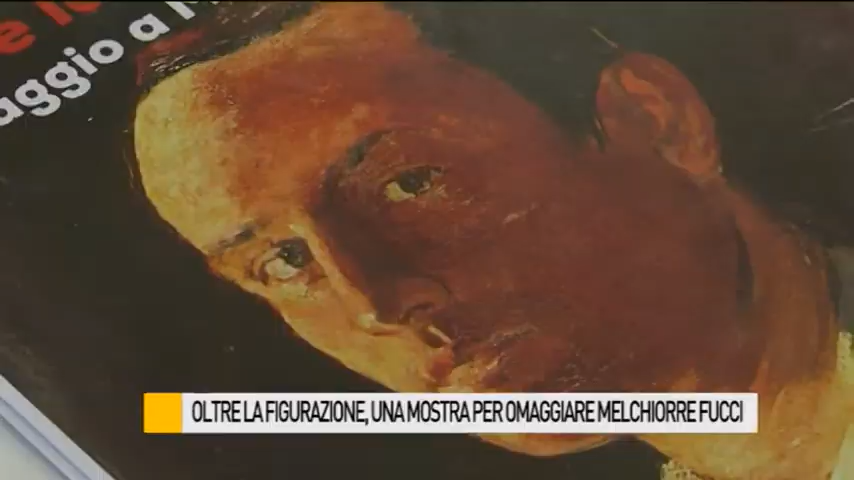 aggio a
OLTRE LA FIGURAZIONE, UNA MOSTRA PER OMAGGIARE MELCHIORRE FUCCI